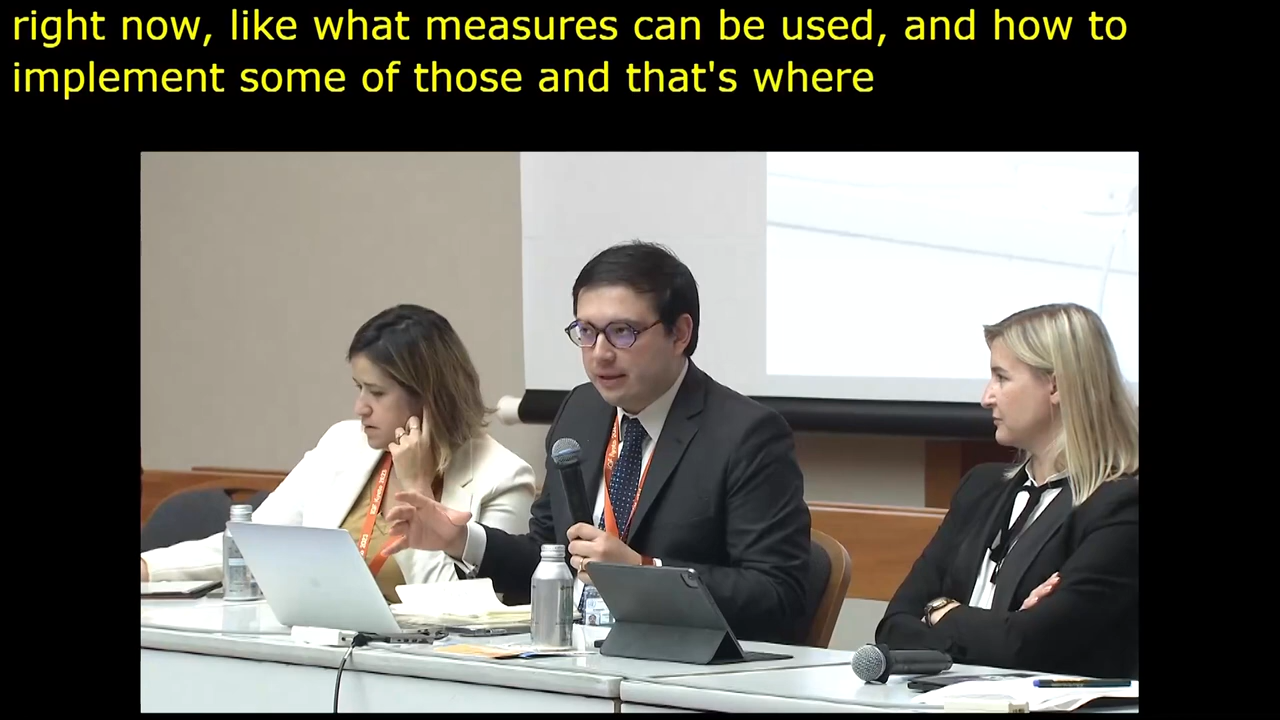 right now, like what measures can be used, and how to
implement some of those and that's where